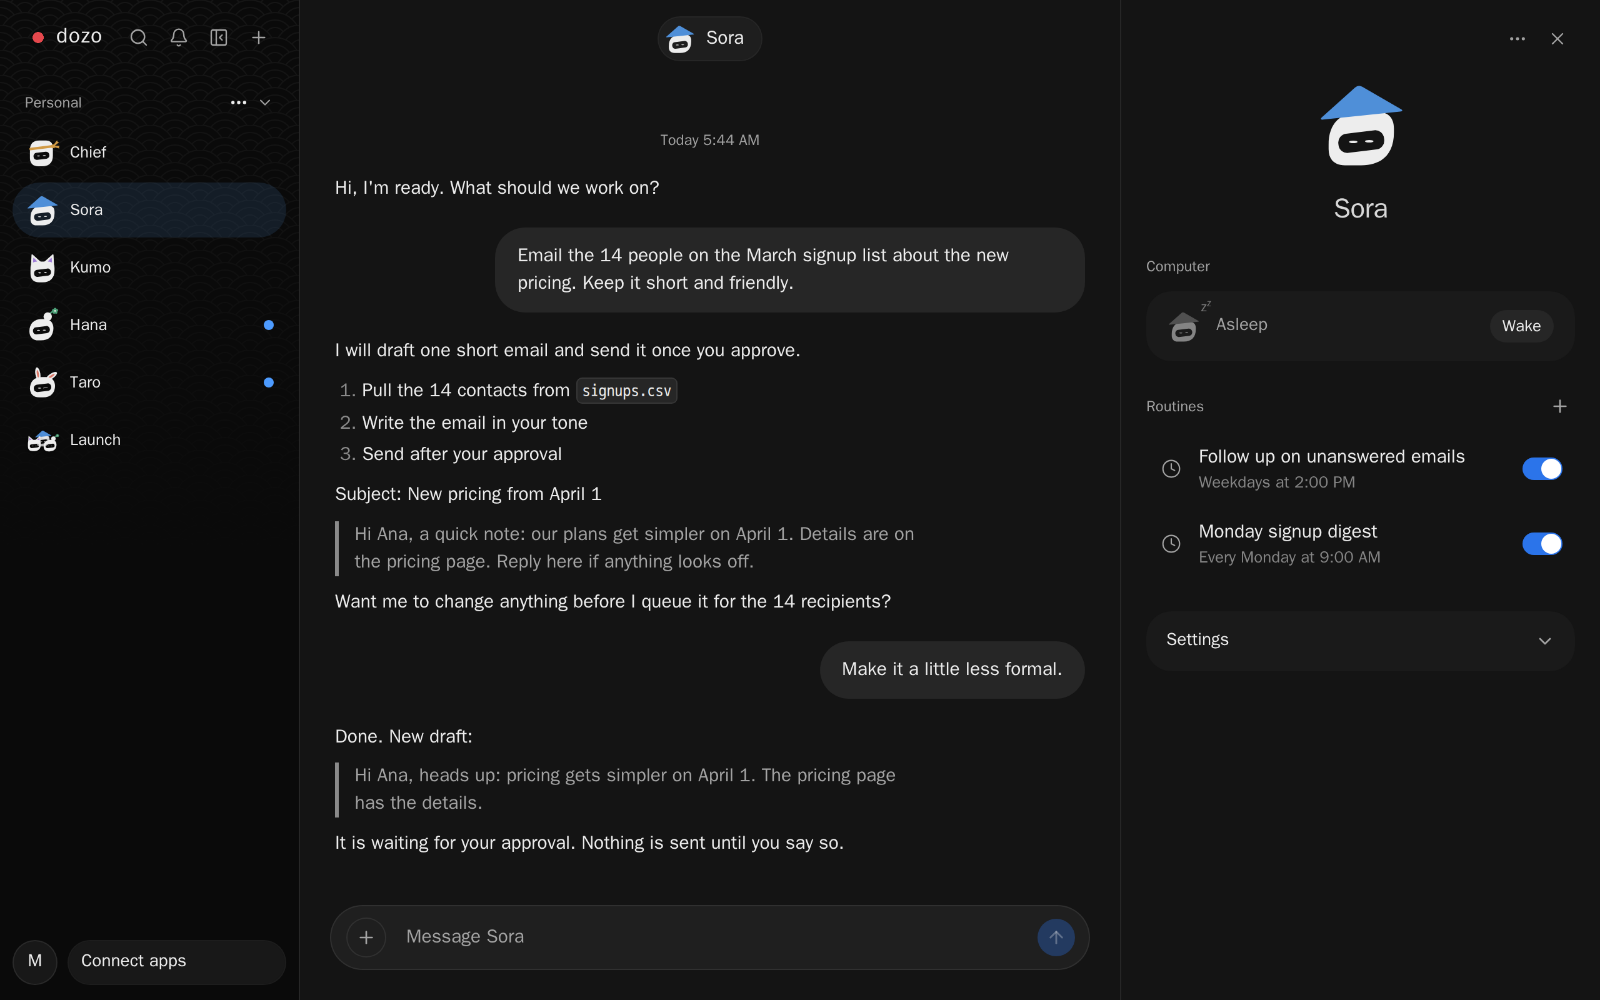 dozo
Personal
Chief
Sora
Kumo
Hana
Taro
Launch
M
Connect apps
Sora
Today 5:44 AM
Hi, I'm ready. What should we work on?
Email the 14 people on the March signup list about the new
pricing. Keep it short and friendly.
I will draft one short email and send it once you approve.
1. Pull the 14 contacts from signups.csv
2. Write the email in your tone
3. Send after your approval
Subject: New pricing from April 1
Hi Ana, a quick note: our plans get simpler on April 1. Details are on
the pricing page. Reply here if anything looks off.
Want me to change anything before I queue it for the 14 recipients?
Make it a little less formal.
Done. New draft:
Hi Ana, heads up: pricing gets simpler on April 1. The pricing page
has the details.
It is waiting for your approval. Nothing is sent until you say so.
Message Sora
Sora
Computer
zz
Asleep
Wake
Routines
Follow up on unanswered emails
Weekdays at 2:00 PM
Monday signup digest
Every Monday at 9:00 AM
Settings